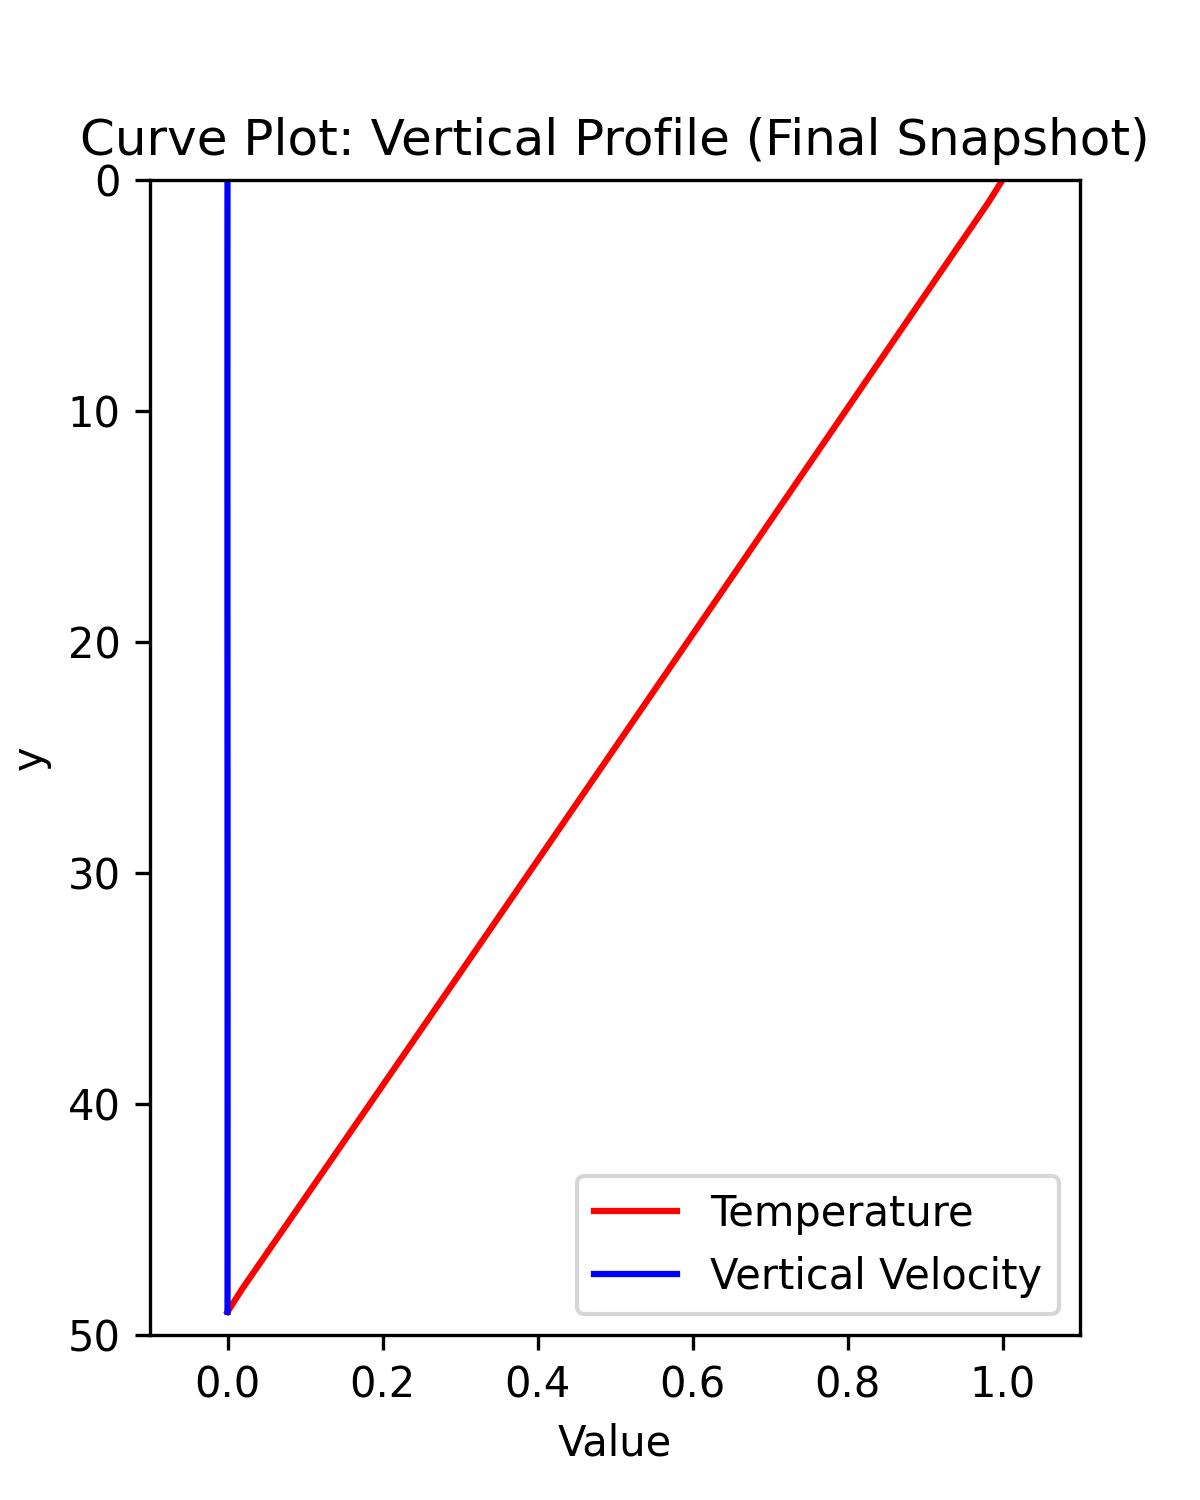 Curve Plot: Vertical Profile (Final Snapshot)
0
10
20
30
40
50
y
Temperature
Vertical Velocity
0.0 0.2 0.4 0.6 0.8 1.0
Value